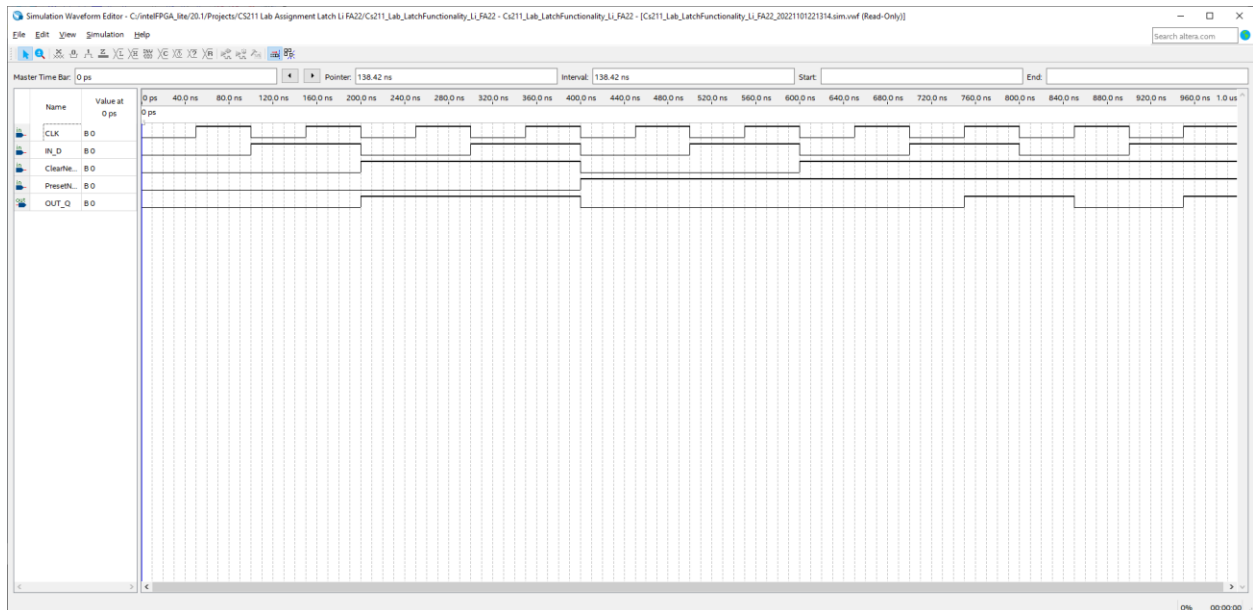 Simulation Waveform Editor - C:/intelFPGA_lite/20.1/Projects/CS211 Lab Assignment Latch Li FA22/Cs211_Lab_LatchFunctionality_Li_FA22 - Cs211_Lab_LatchFunctionality_Li_FA22 - [Cs211_Lab_LatchFunctionality_Li_FA22_20221101221314.sim.vwf (Read-Only)]
File Edit View Simulation Help
Search altera.com
Master Time Bar: 0 ps Pointer: 138.42 ns Interval: 138.42 ns Start: End:
Name Value at 0 ps
0 ps 40.0 ns 80.0 ns 120.0 ns 160.0 ns 200.0 ns 240.0 ns 280.0 ns 320.0 ns 360.0 ns 400.0 ns 440.0 ns 480.0 ns 520.0 ns 560.0 ns 600.0 ns 640.0 ns 680.0 ns 720.0 ns 760.0 ns 800.0 ns 840.0 ns 880.0 ns 920.0 ns 960.0 ns 1.0 us
0 ps
CLK B 0
IN_D B 0
ClearNe... B 0
PresetN... B 0
OUT_Q B 0
0% 00:00:00